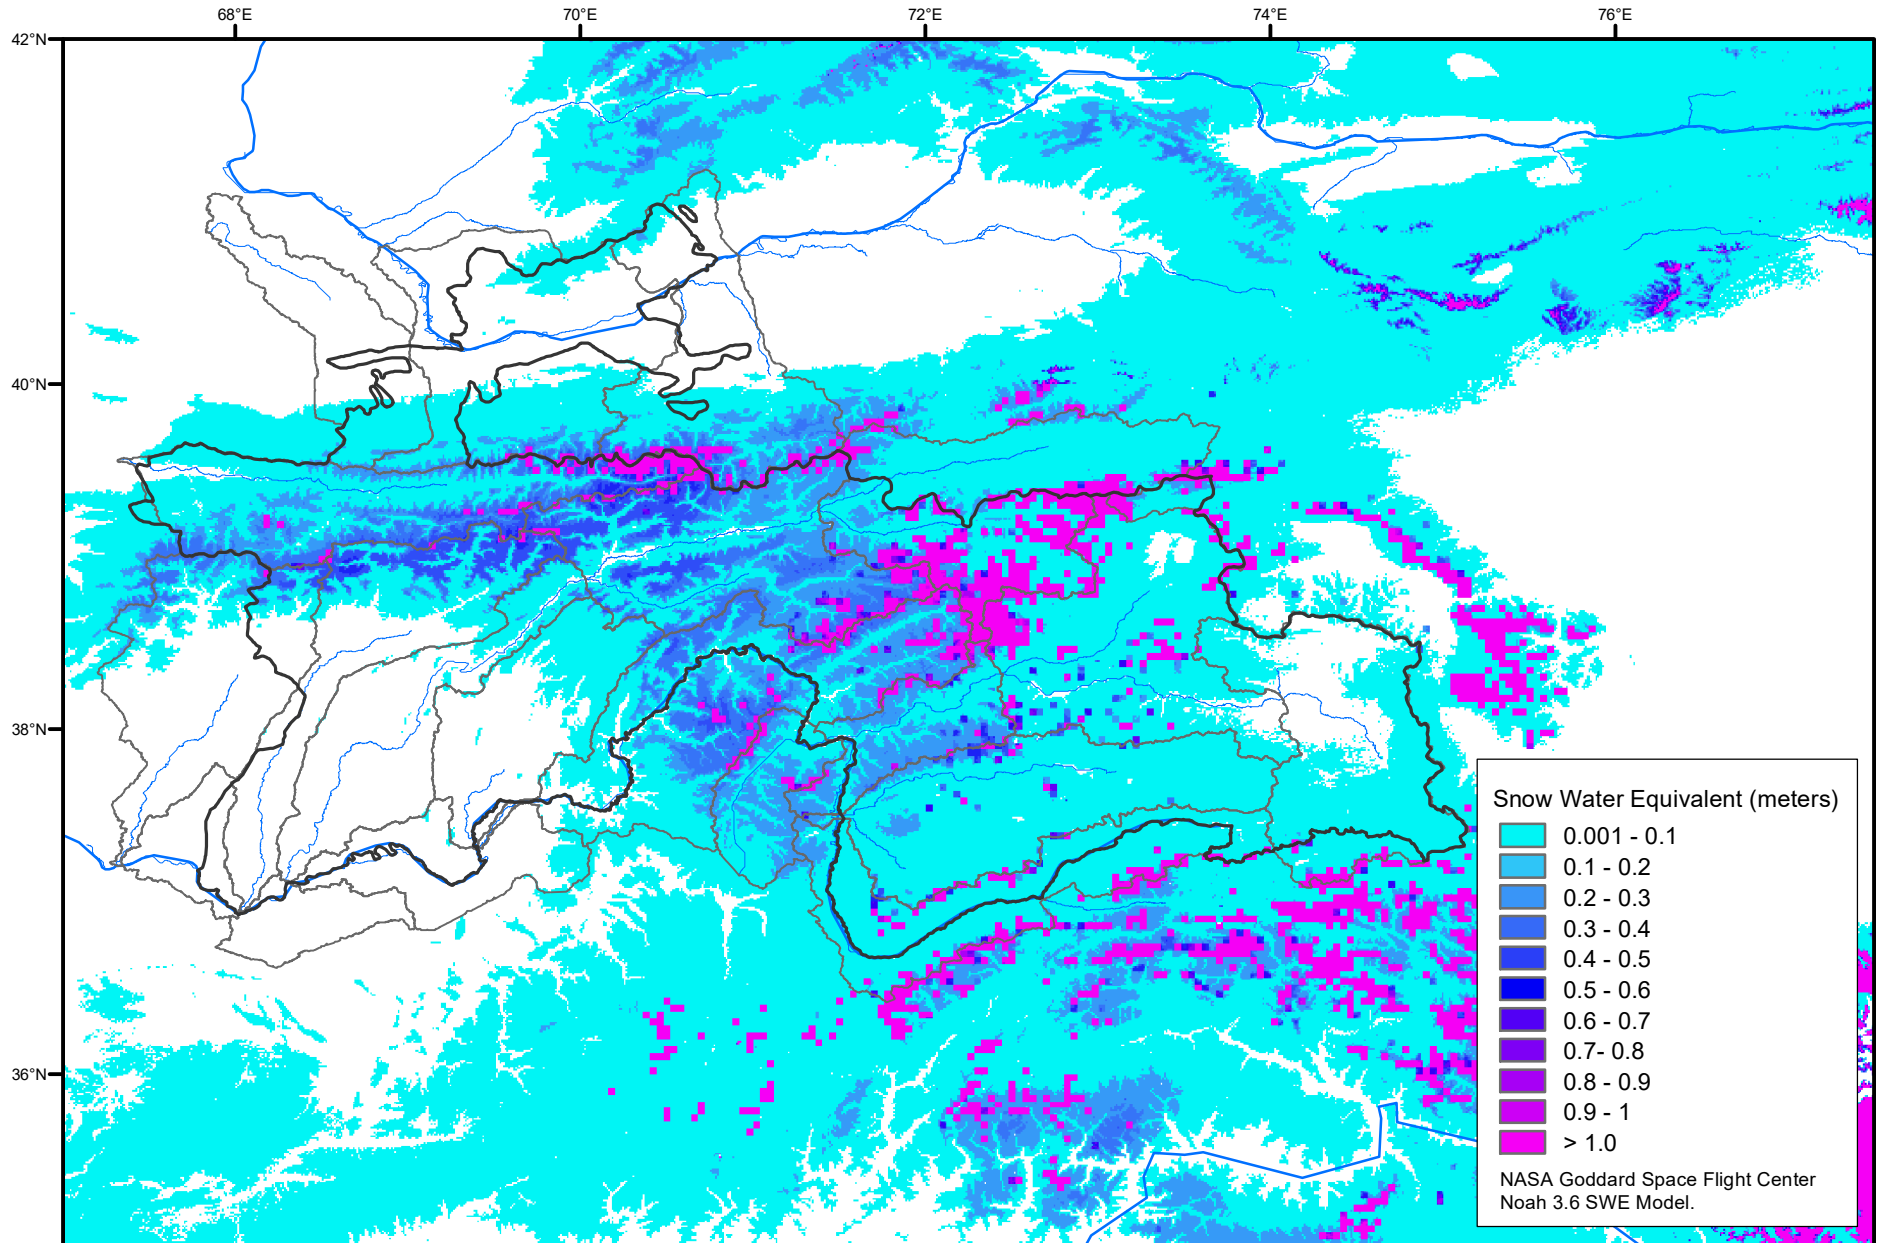 68°E
70°E
72°E
74°E
76°E
42°N
40°N
38°N
36°N
Snow Water Equivalent (meters)
0.001 - 0.1
0.1 - 0.2
0.2 - 0.3
0.3 - 0.4
0.4 - 0.5
0.5 - 0.6
0.6 - 0.7
0.7- 0.8
0.8 - 0.9
0.9 - 1
> 1.0
NASA Goddard Space Flight Center
Noah 3.6 SWE Model.